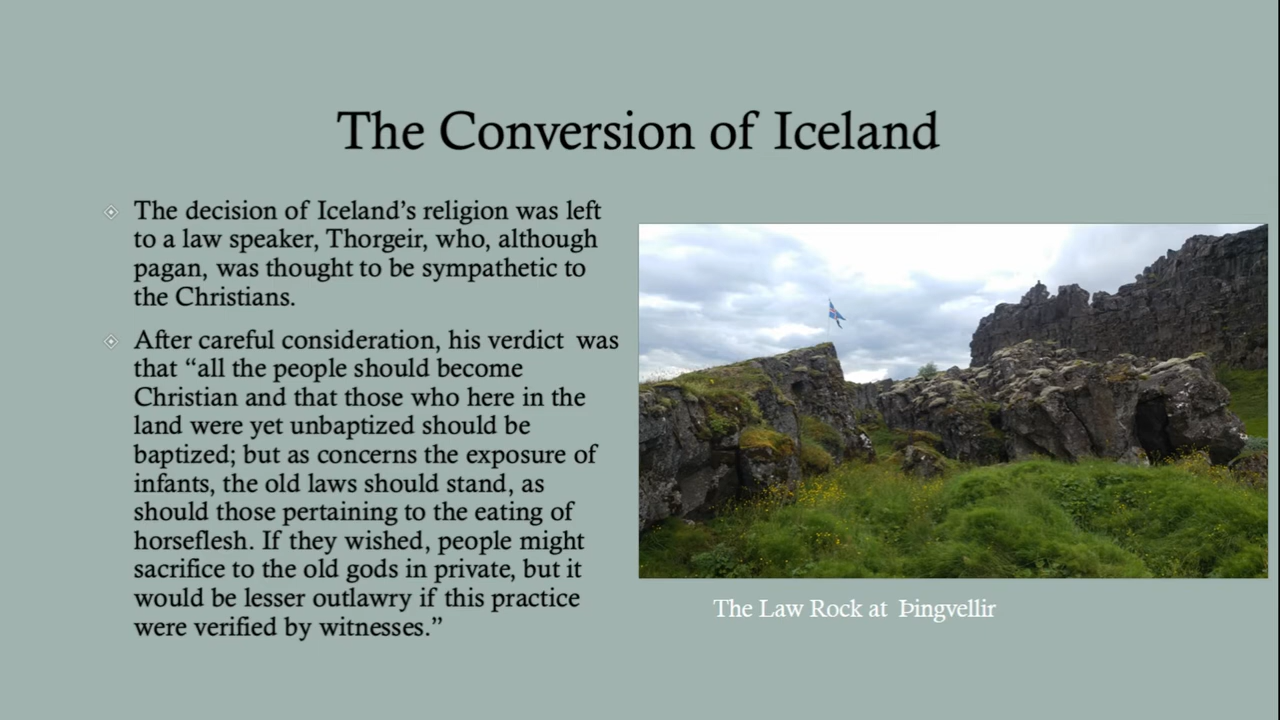 The Conversion of Iceland
The decision of Iceland’s religion was left
to a law speaker, Thorgeir, who, although
pagan, was thought to be sympathetic to
the Christians.
After careful consideration, his verdict was
that “all the people should become
Christian and that those who here in the
land were yet unbaptized should be
baptized; but as concerns the exposure of
infants, the old laws should stand, as
should those pertaining to the eating of
horseflesh. If they wished, people might
sacrifice to the old gods in private, but it
would be lesser outlawry if this practice
were verified by witnesses.”
The Law Rock at Þingvellir